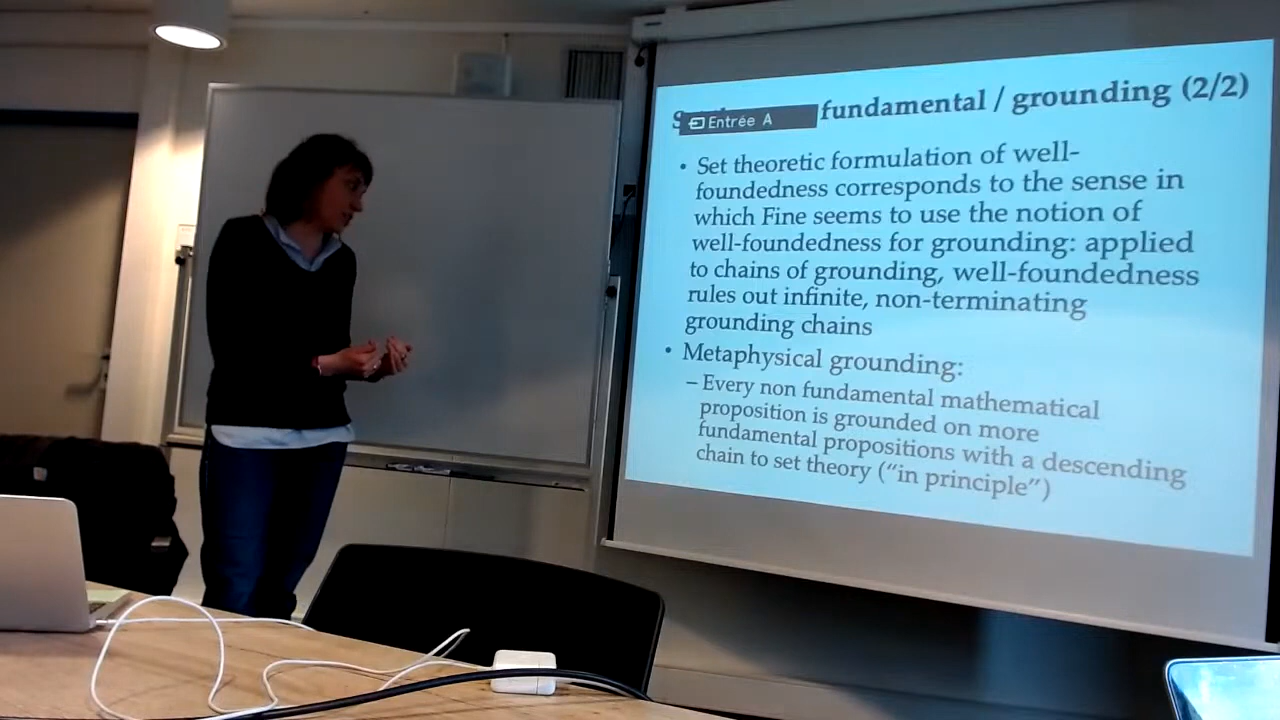 Entrée A
fundamental / grounding (2/2)
• Set theoretic formulation of well-
foundedness corresponds to the sense in
which Fine seems to use the notion of
well-foundedness for grounding: applied
to chains of grounding, well-foundedness
rules out infinite, non-terminating
grounding chains
• Metaphysical grounding:
– Every non fundamental mathematical
proposition is grounded on more
fundamental propositions with a descending
chain to set theory (“in principle”)